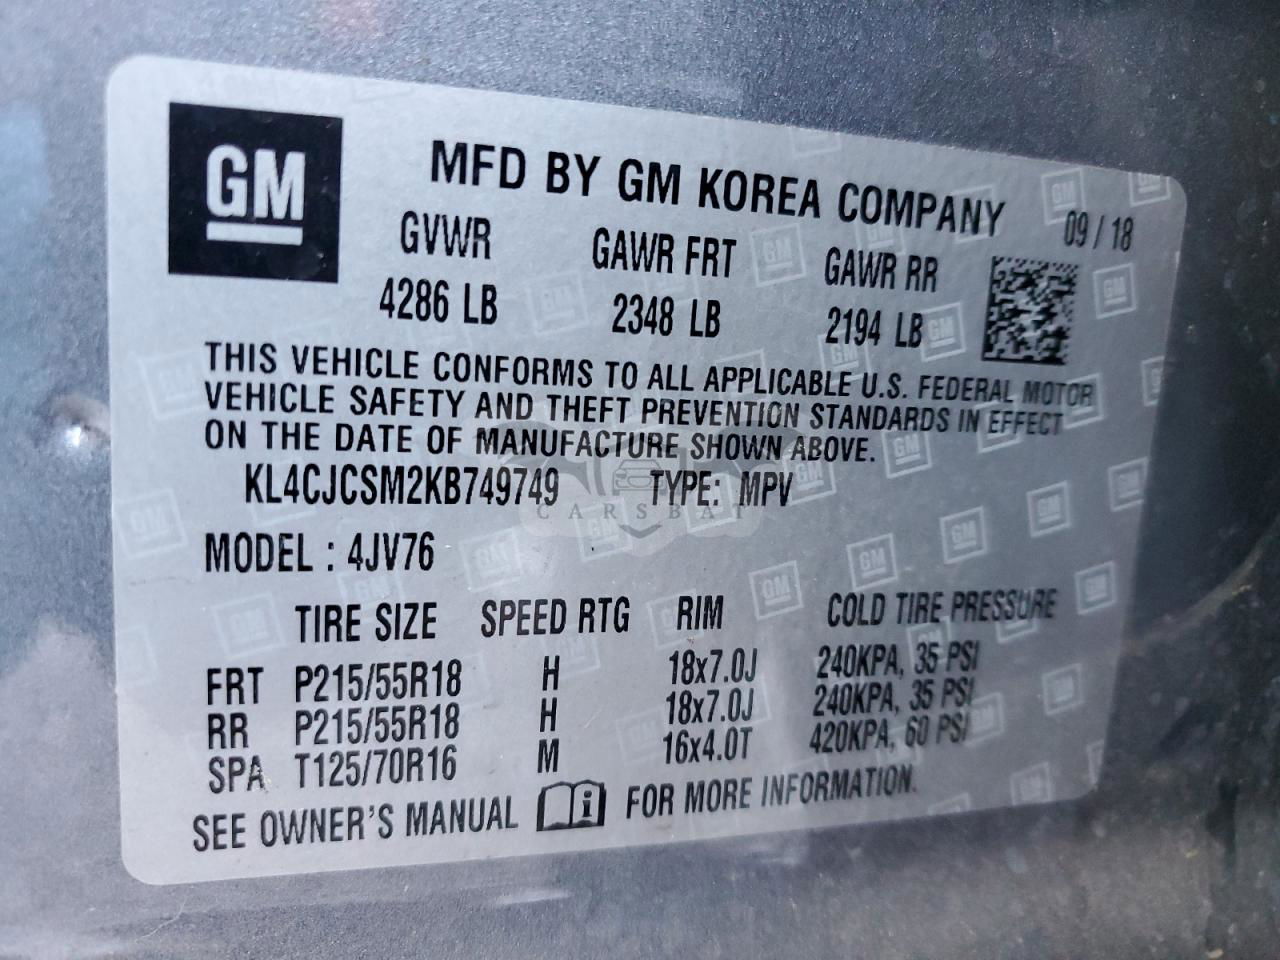 GM
MFD BY GM KOREA COMPANY
09 / 18
GVWR GAWR FRT GAWR RR
4286 LB 2348 LB 2194 LB
THIS VEHICLE CONFORMS TO ALL APPLICABLE U.S. FEDERAL MOTOR
VEHICLE SAFETY AND THEFT PREVENTION STANDARDS IN EFFECT
ON THE DATE OF MANUFACTURE SHOWN ABOVE.
KL4CJCSM2KB749749 TYPE: MPV
CARSBAT
MODEL : 4JV76
TIRE SIZE SPEED RTG RIM COLD TIRE PRESSURE
FRT P215/55R18 H 18x7.0J 240KPA, 35 PSI
RR P215/55R18 H 18x7.0J 240KPA, 35 PSI
SPA T125/70R16 M 16x4.0T 420KPA, 60 PSI
SEE OWNER'S MANUAL i FOR MORE INFORMATION.